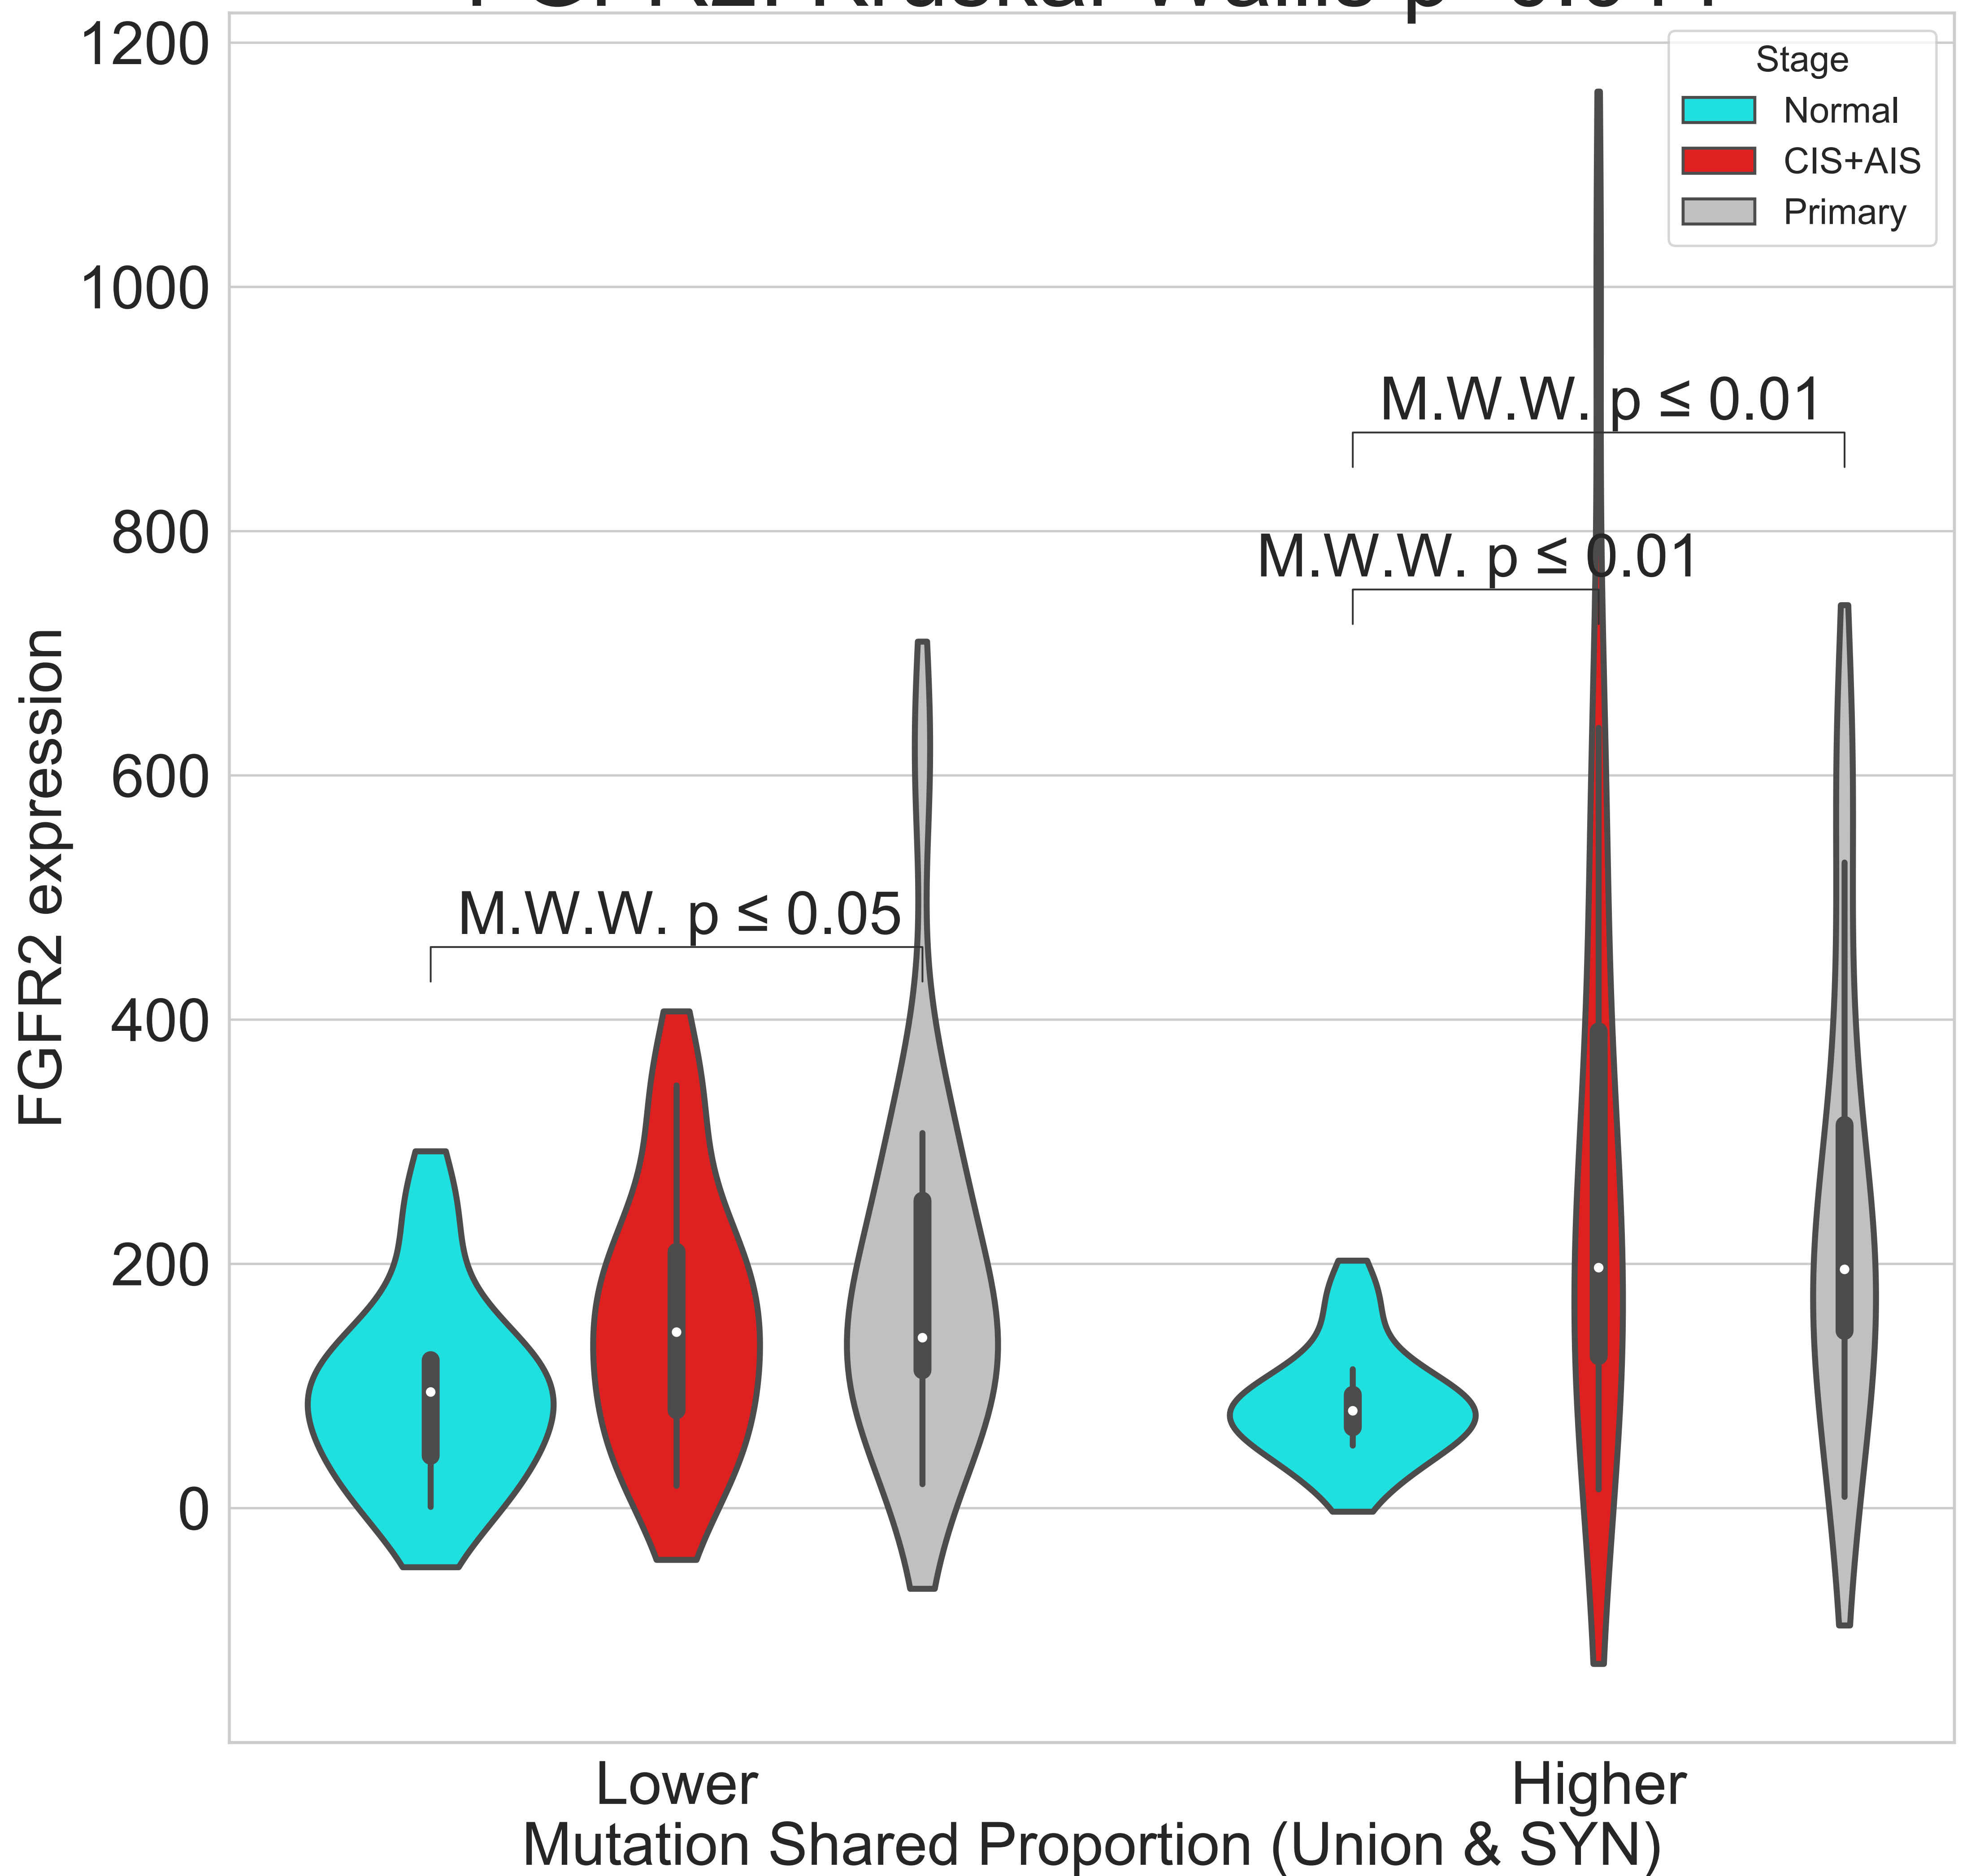 1200
1000
800
600
400
200
0
FGFR2 expression
Stage
Normal
CIS+AIS
Primary
M.W.W. p ≤ 0.01
M.W.W. p ≤ 0.01
M.W.W. p ≤ 0.05
Lower
Higher
Mutation Shared Proportion (Union & SYN)